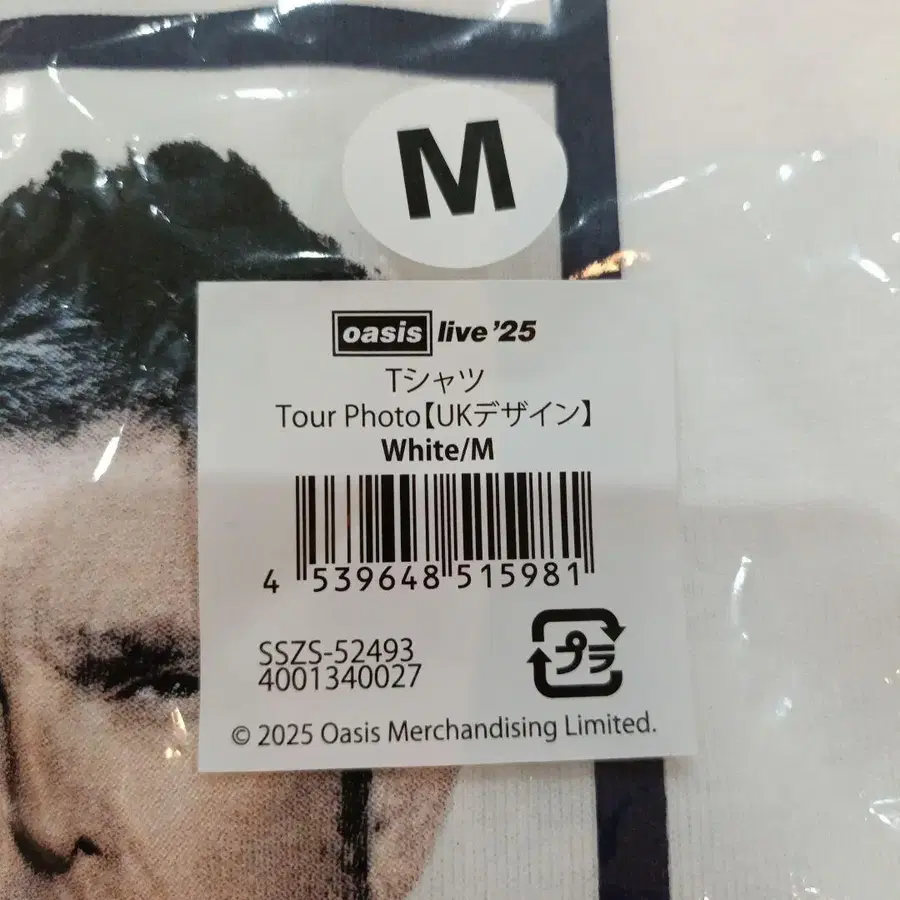 M
oasis live '25
Tシャツ
Tour Photo【UKデザイン】
White/M
4 539648 515981
SSZS-52493
4001340027
プラ
© 2025 Oasis Merchandising Limited.